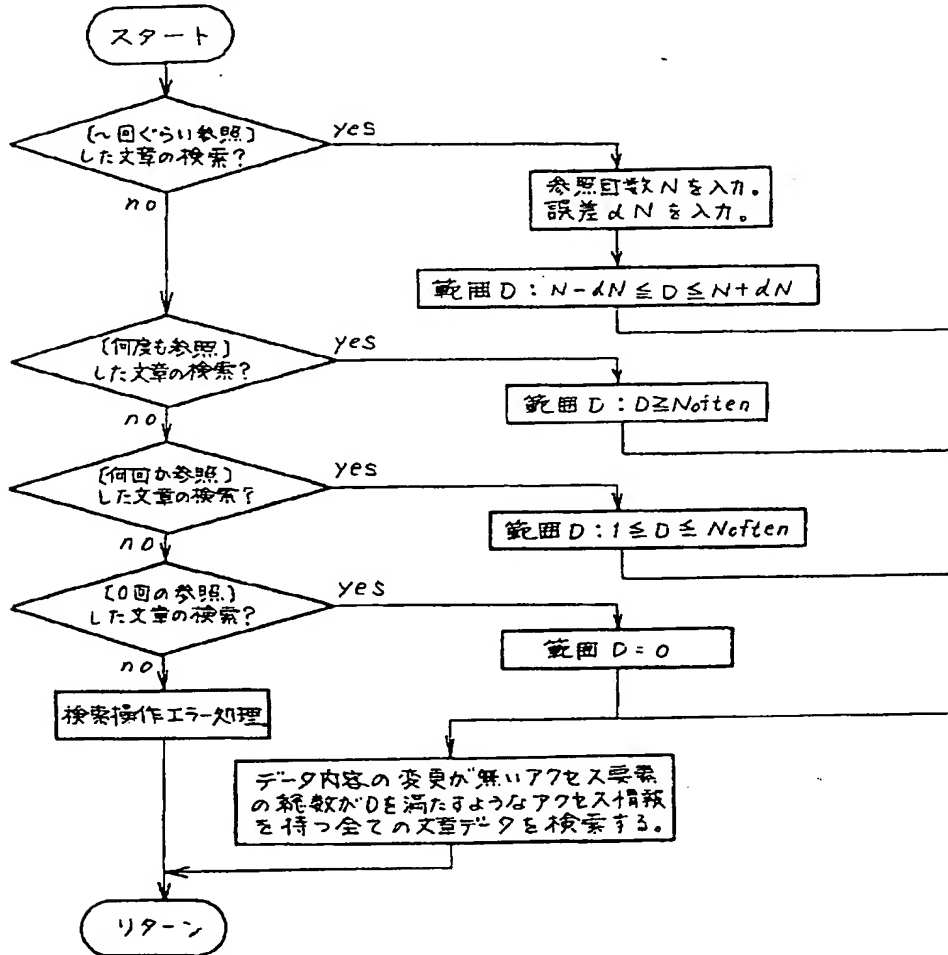 スタート
[～回ぐらい参照]
した文章の検索?
yes
no
参照回数Nを入力。
誤差dNを入力。
範囲D:N-dN≦D≦N+dN
[何度も参照]
した文章の検索?
yes
no
範囲D:D≧Noften
[何回か参照]
した文章の検索?
yes
no
範囲D:1≦D≦Noften
[0回の参照]
した文章の検索?
yes
no
範囲D=0
検索操作エラー処理
データ内容の変更が無いアクセス要素
の総数がDを満たすようなアクセス情報
を持つ全ての文章データを検索する。
リターン